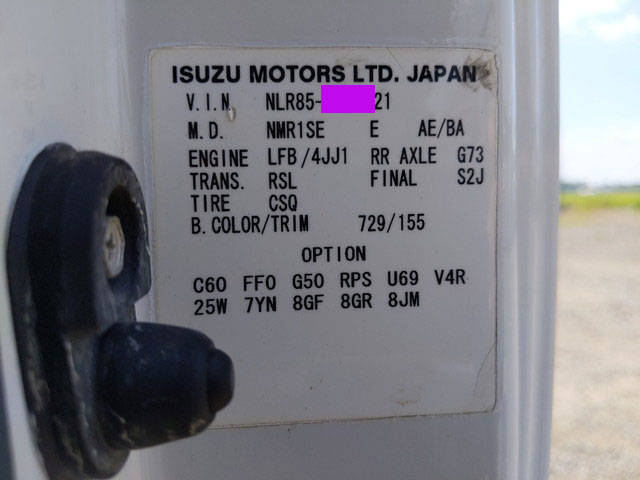 ISUZU MOTORS LTD. JAPAN
V.I.N. NLR85- 21
M.D. NMR1SE E AE/BA
ENGINE LFB/4JJ1 RR AXLE G73
TRANS. RSL FINAL S2J
TIRE CSQ
B.COLOR/TRIM 729/155
OPTION
C60 FF0 G50 RPS U69 V4R
25W 7YN 8GF 8GR 8JM